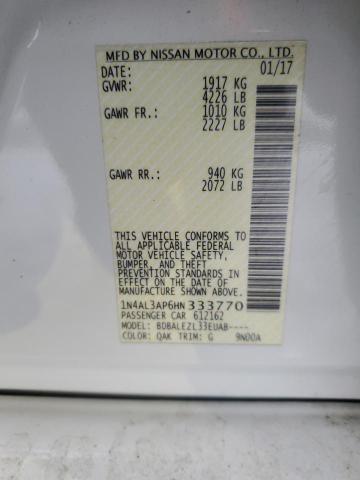 MFD BY NISSAN MOTOR CO., LTD.
DATE: 01/17
GVWR: 1917 KG
4226 LB
GAWR FR.: 1010 KG
2227 LB
GAWR RR.: 940 KG
2072 LB
THIS VEHICLE CONFORMS TO
ALL APPLICABLE FEDERAL
MOTOR VEHICLE SAFETY,
BUMPER, AND THEFT
PREVENTION STANDARDS IN
EFFECT ON THE DATE OF
MANUFACTURE SHOWN ABOVE.
1N4AL3AP6HN333770
PASSENGER CAR 612162
MODEL: BDBALEZL33EUAB----
COLOR: QAK TRIM: G 9N00A